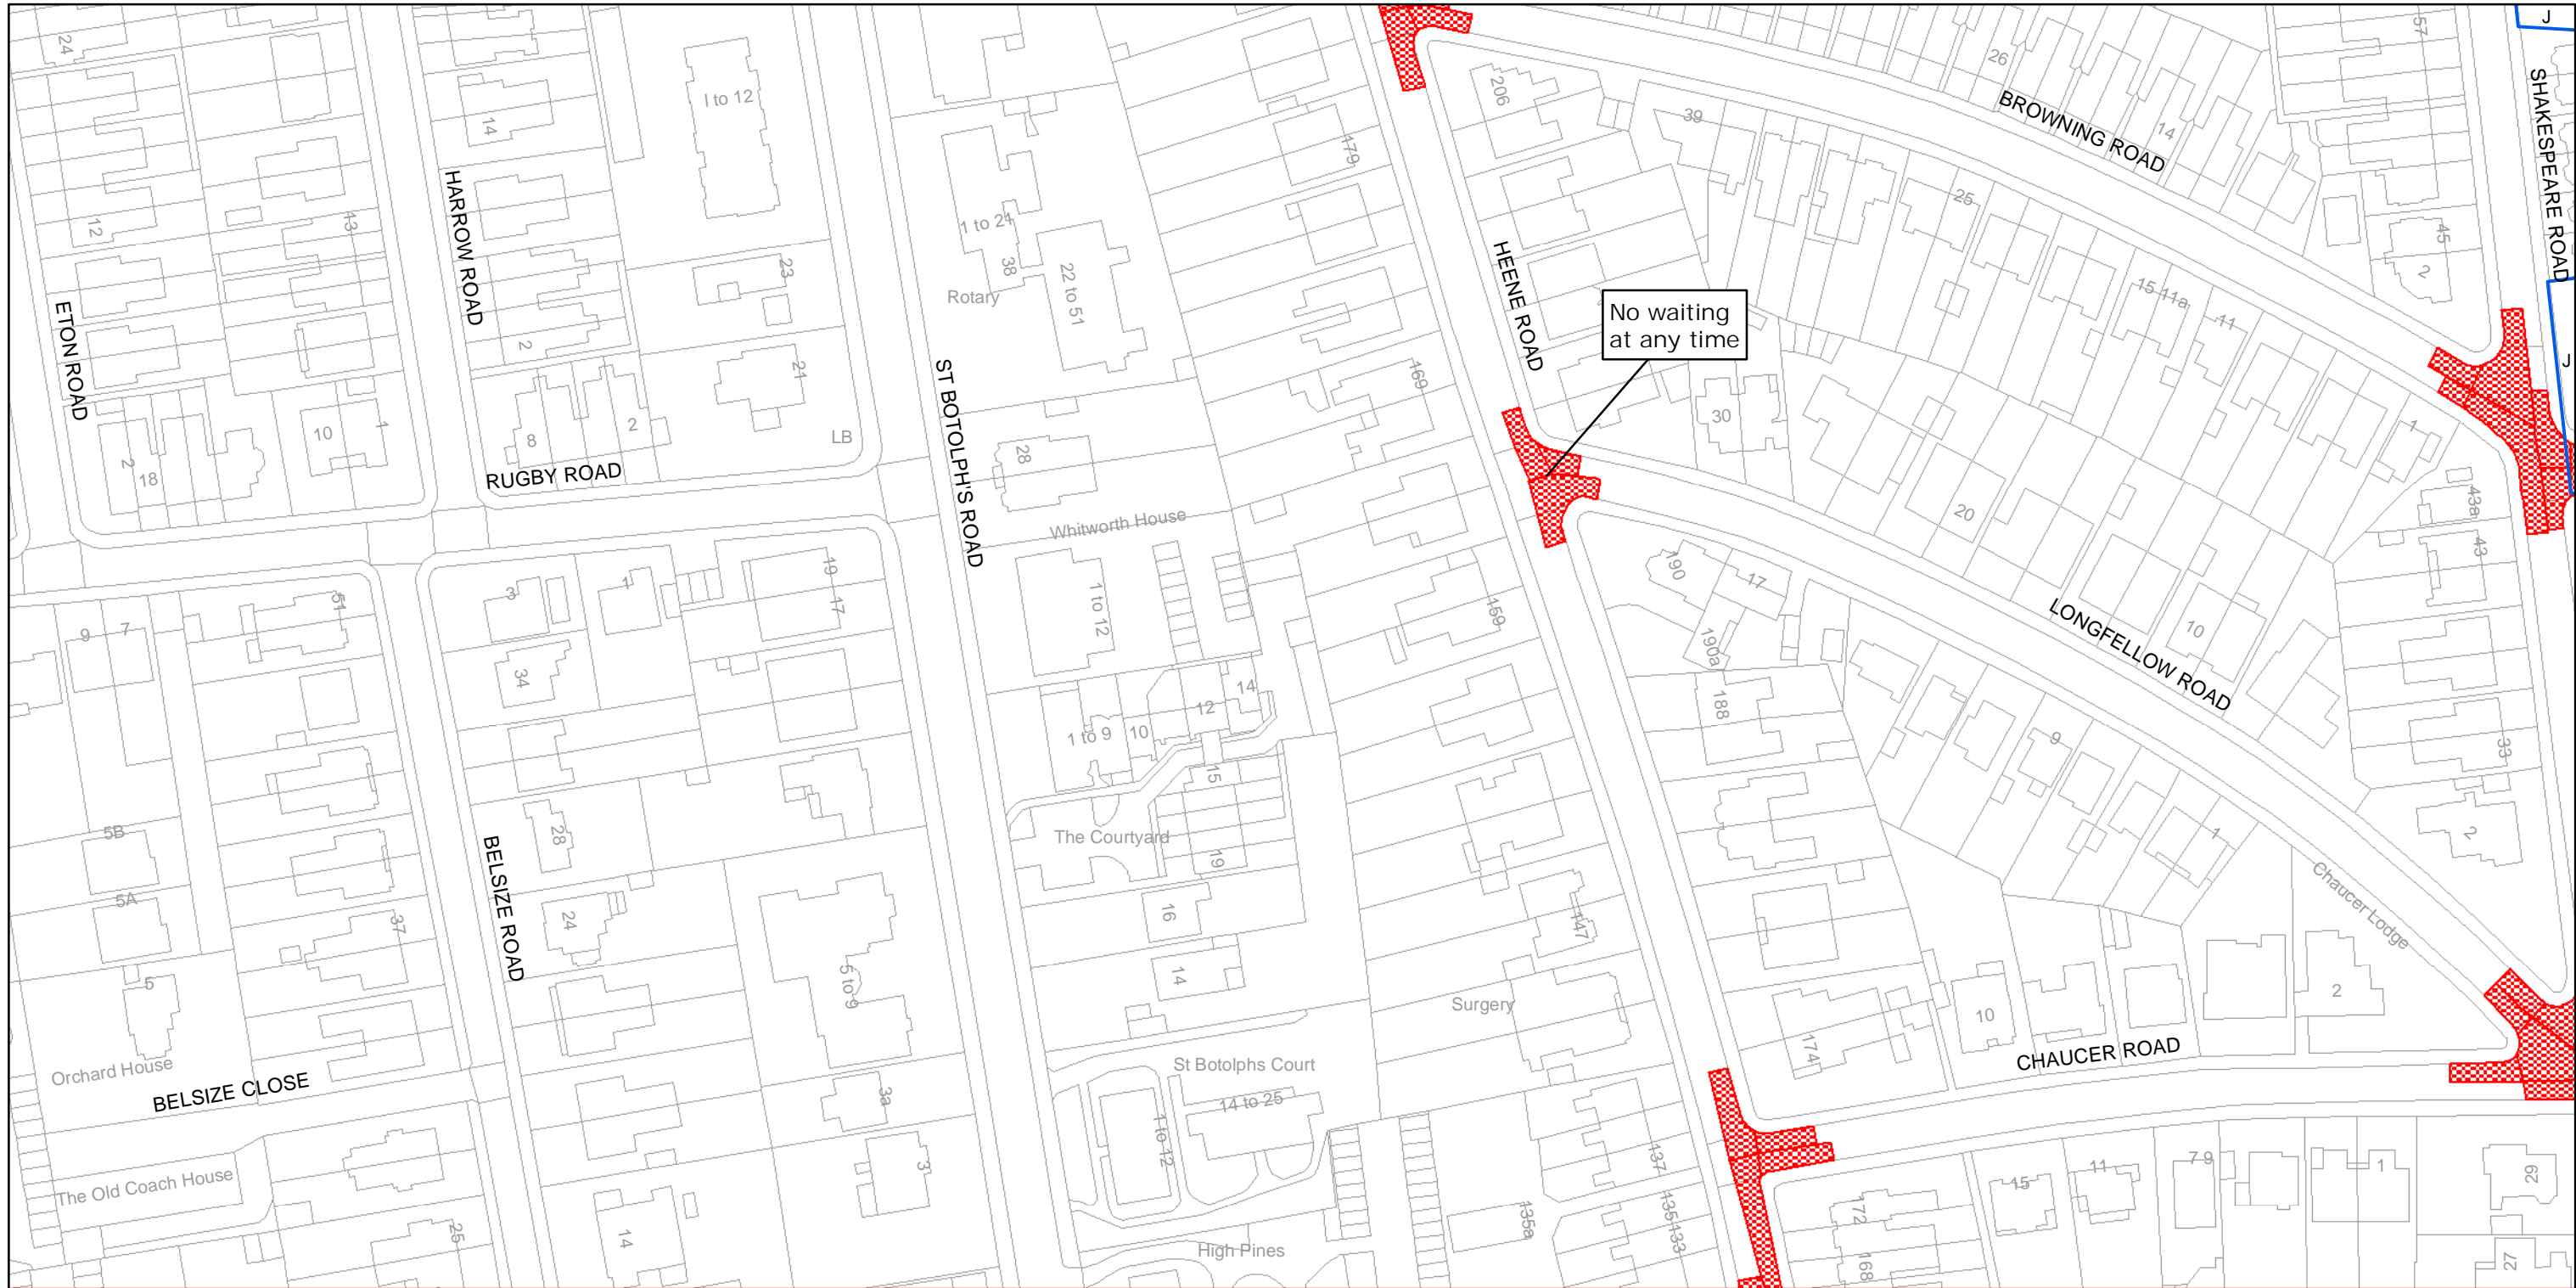 24
14
1 to 12
206
26
57
J
SHAKESPEARE ROAD
BROWNING ROAD
14
39
179
12
13
HARROW ROAD
1 to 21
38
22 to 51
Rotary
23
25
45
2
HEENE ROAD
15
11a
11
No waiting
at any time
ETON ROAD
2
21
169
J
30
1
ST BOTOLPH'S ROAD
10
1
8
2
LB
28
2
18
RUGBY ROAD
Whitworth House
20
43a
43
51
3
1
19
17
1 to 12
159
190
17
190a
9
7
34
LONGFELLOW ROAD
10
14
12
1 to 9
10
188
9
33
15
5B
28
BELSIZE ROAD
The Courtyard
19
1
2
Chaucer Lodge
5A
37
24
16
147
5
5 to 9
14
Surgery
10
2
174
CHAUCER ROAD
Orchard House
BELSIZE CLOSE
St Botolphs Court
3a
14 to 25
1 to 12
137
The Old Coach House
3
15
11
7 9
1
29
25
14
High Pines
135a
135
133
172
168
27